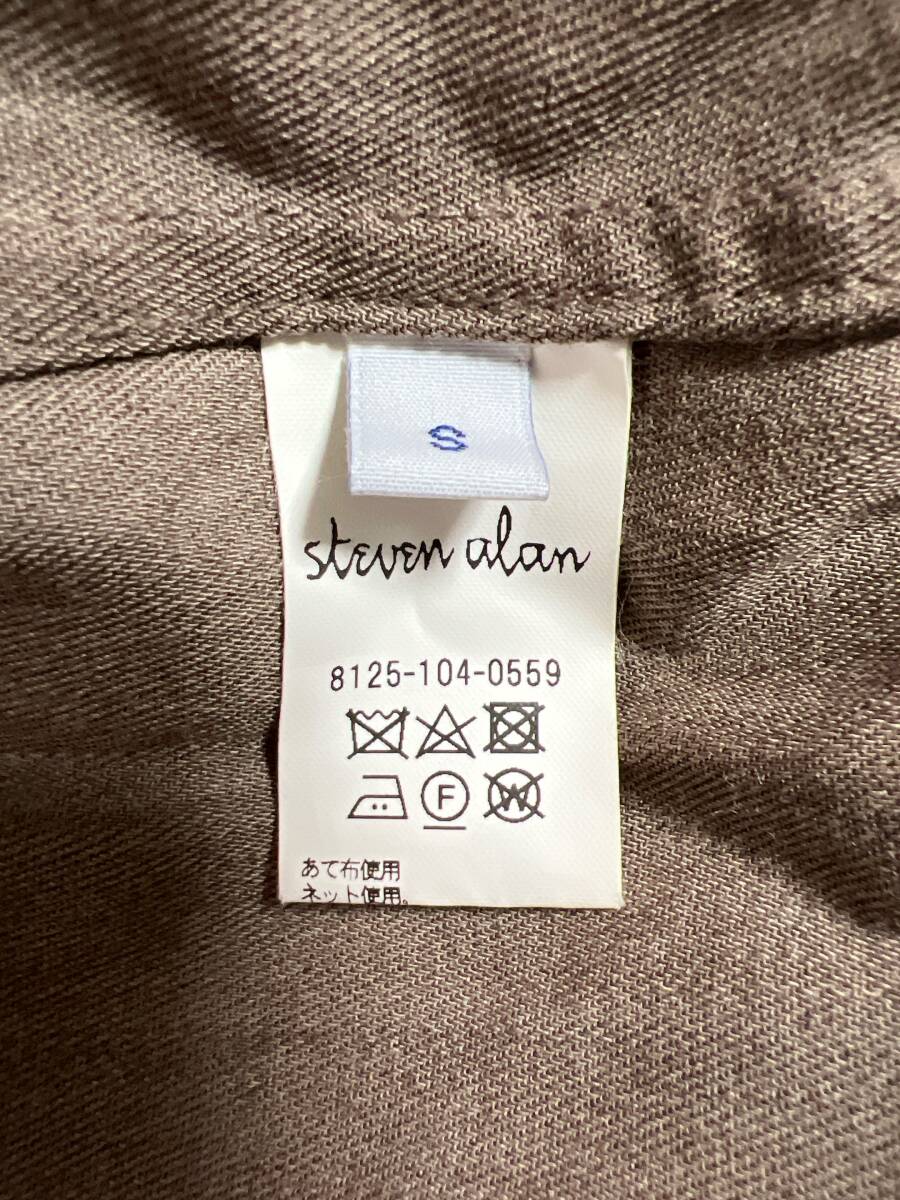 S
steven alan
8125-104-0559
F W
あて布使用
ネット使用。